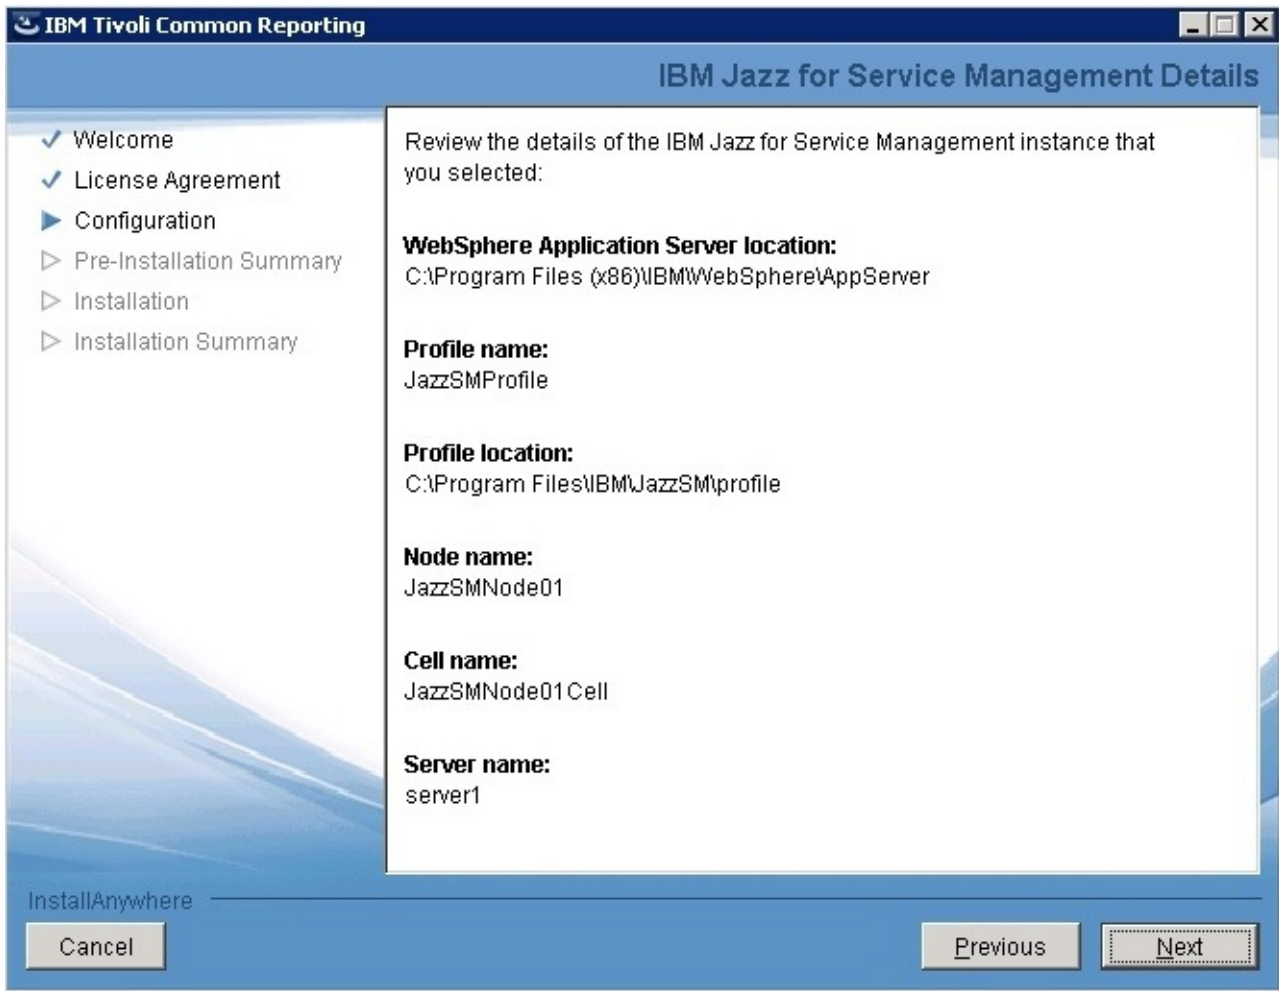 IBM Tivoli Common Reporting
IBM Jazz for Service Management Details
Welcome
License Agreement
Configuration
Pre-Installation Summary
Installation
Installation Summary
Review the details of the IBM Jazz for Service Management instance that
you selected:
WebSphere Application Server location:
C:\Program Files (x86)\IBM\WebSphere\AppServer
Profile name:
JazzSMProfile
Profile location:
C:\Program Files\IBM\JazzSM\profile
Node name:
JazzSMNode01
Cell name:
JazzSMNode01Cell
Server name:
server1
InstallAnywhere
Cancel
Previous
Next